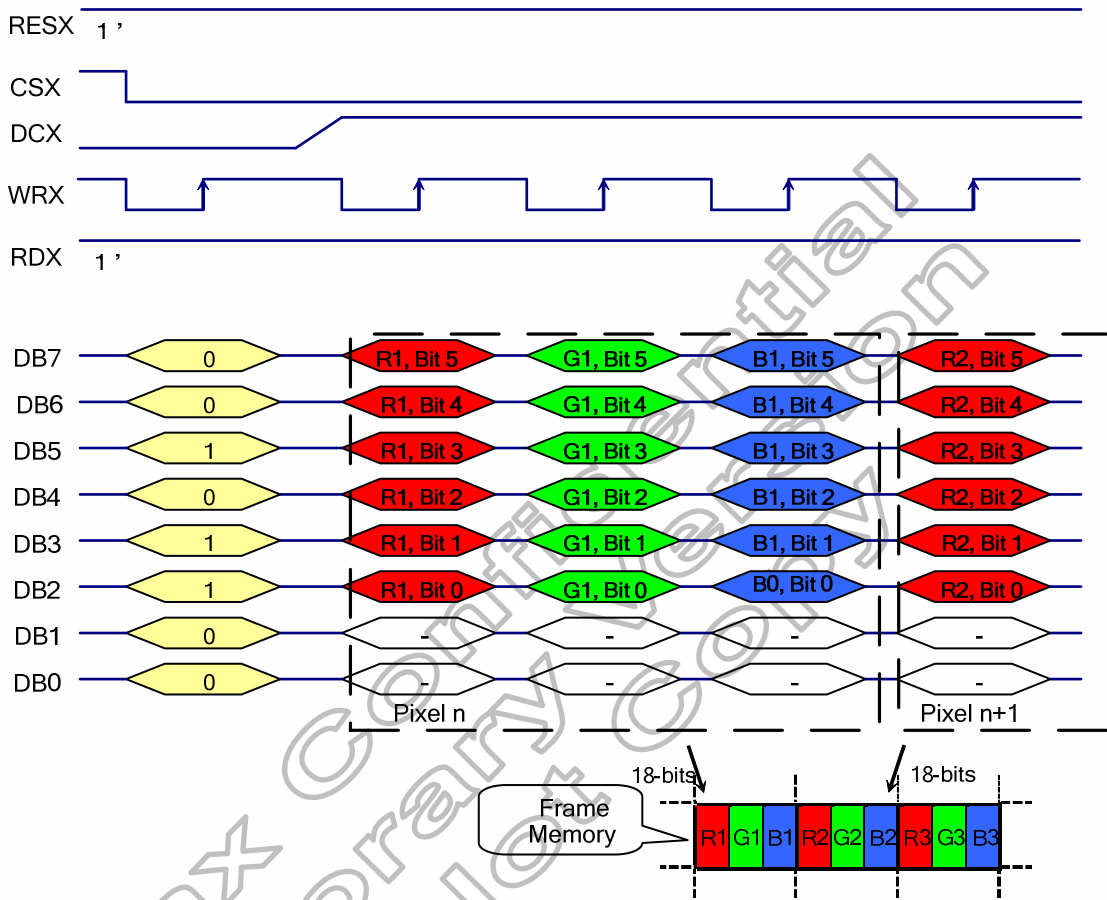 RESX 1 ’
CSX
DCX
WRX
RDX 1 ’
DB7 0 R1, Bit 5 G1, Bit 5 B1, Bit 5 R2, Bit 5
DB6 0 R1, Bit 4 G1, Bit 4 B1, Bit 4 R2, Bit 4
DB5 1 R1, Bit 3 G1, Bit 3 B1, Bit 3 R2, Bit 3
DB4 0 R1, Bit 2 G1, Bit 2 B1, Bit 2 R2, Bit 2
DB3 1 R1, Bit 1 G1, Bit 1 B1, Bit 1 R2, Bit 1
DB2 1 R1, Bit 0 G1, Bit 0 B0, Bit 0 R2, Bit 0
DB1 0 - - - -
DB0 0 - - - -
Pixel n Pixel n+1
18-bits 18-bits
Frame
Memory
R1 G1 B1 R2 G2 B2 R3 G3 B3
Confidential
Version
Copy